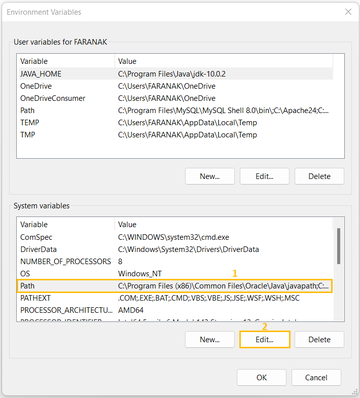 Environment Variables
User variables for FARANAK
Variable Value
JAVA_HOME C:\Program Files\Java\jdk-10.0.2
OneDrive C:\Users\FARANAK\OneDrive
OneDriveConsumer C:\Users\FARANAK\OneDrive
Path C:\Program Files\MySQL\MySQL Shell 8.0\bin\;C:\Apache24;C:...
TEMP C:\Users\FARANAK\AppData\Local\Temp
TMP C:\Users\FARANAK\AppData\Local\Temp
New... Edit... Delete
System variables
Variable Value
ComSpec C:\WINDOWS\system32\cmd.exe
DriverData C:\Windows\System32\Drivers\DriverData
NUMBER_OF_PROCESSORS 8
OS Windows_NT
1
Path C:\Program Files (x86)\Common Files\Oracle\Java\javapath;C:...
PATHEXT .COM;.EXE;.BAT;.CMD;.VBS;.VBE;.JS;.JSE;.WSF;.WSH;.MSC
PROCESSOR_ARCHITECTU... AMD64
2
New... Edit... Delete
OK Cancel